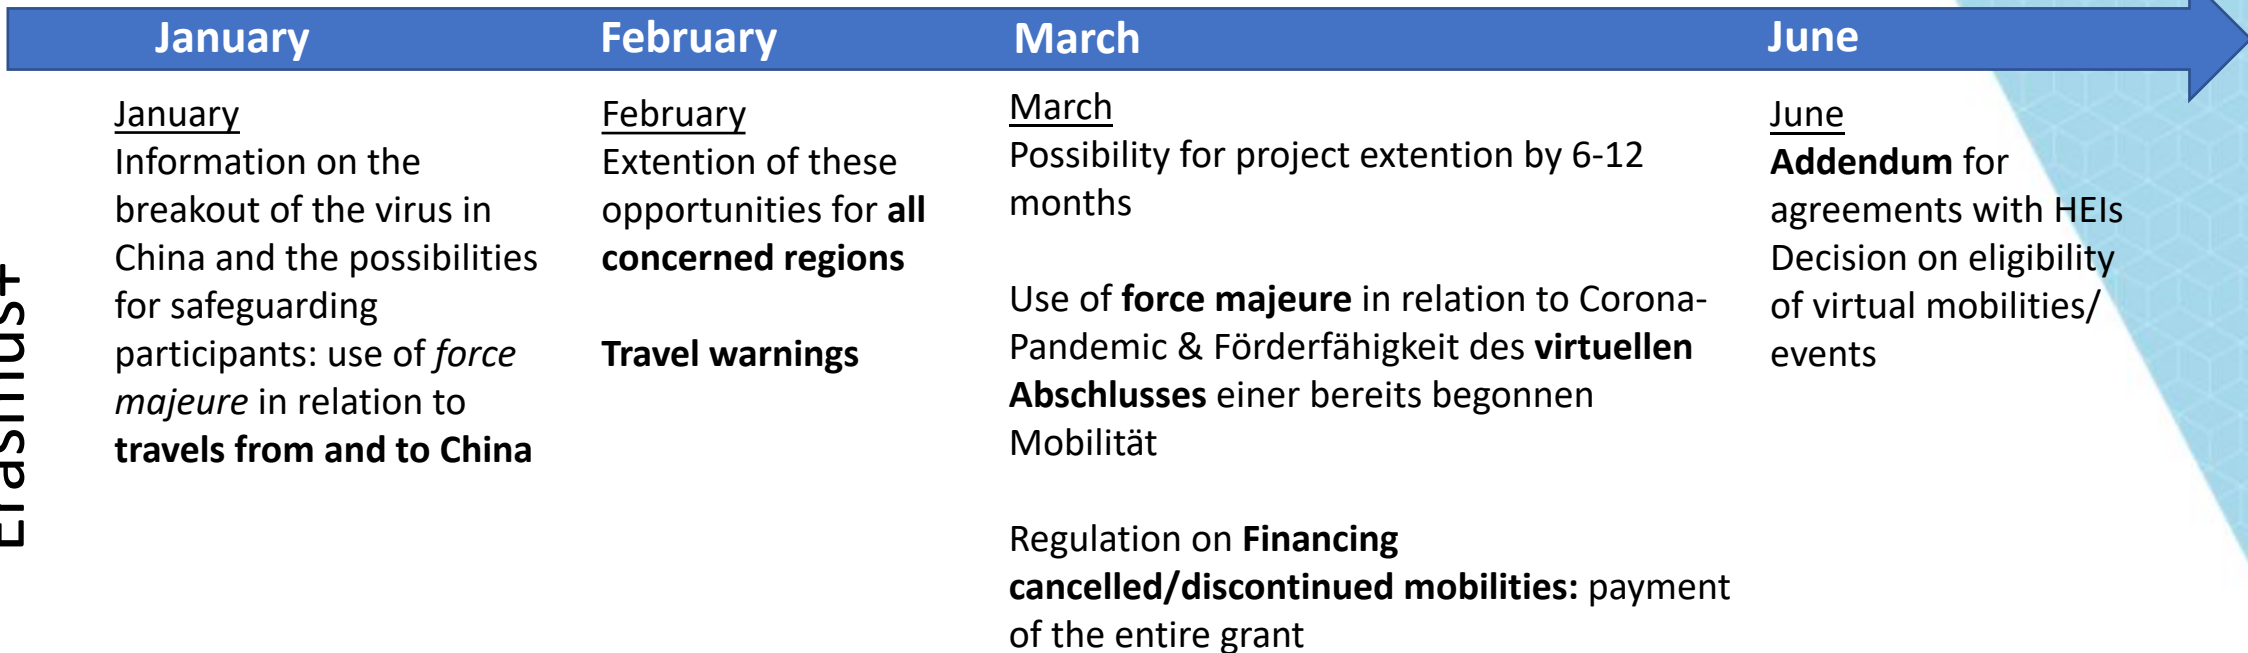 January
February
March
June
Erasmus+
January
Information on the
breakout of the virus in
China and the possibilities
for safeguarding
participants: use of force
majeure in relation to
travels from and to China
February
Extention of these
opportunities for all
concerned regions
Travel warnings
March
Possibility for project extention by 6-12
months
Use of force majeure in relation to Corona-
Pandemic & Förderfähigkeit des virtuellen
Abschlusses einer bereits begonnen
Mobilität
Regulation on Financing
cancelled/discontinued mobilities: payment
of the entire grant
June
Addendum for
agreements with HEIs
Decision on eligibility
of virtual mobilities/
events